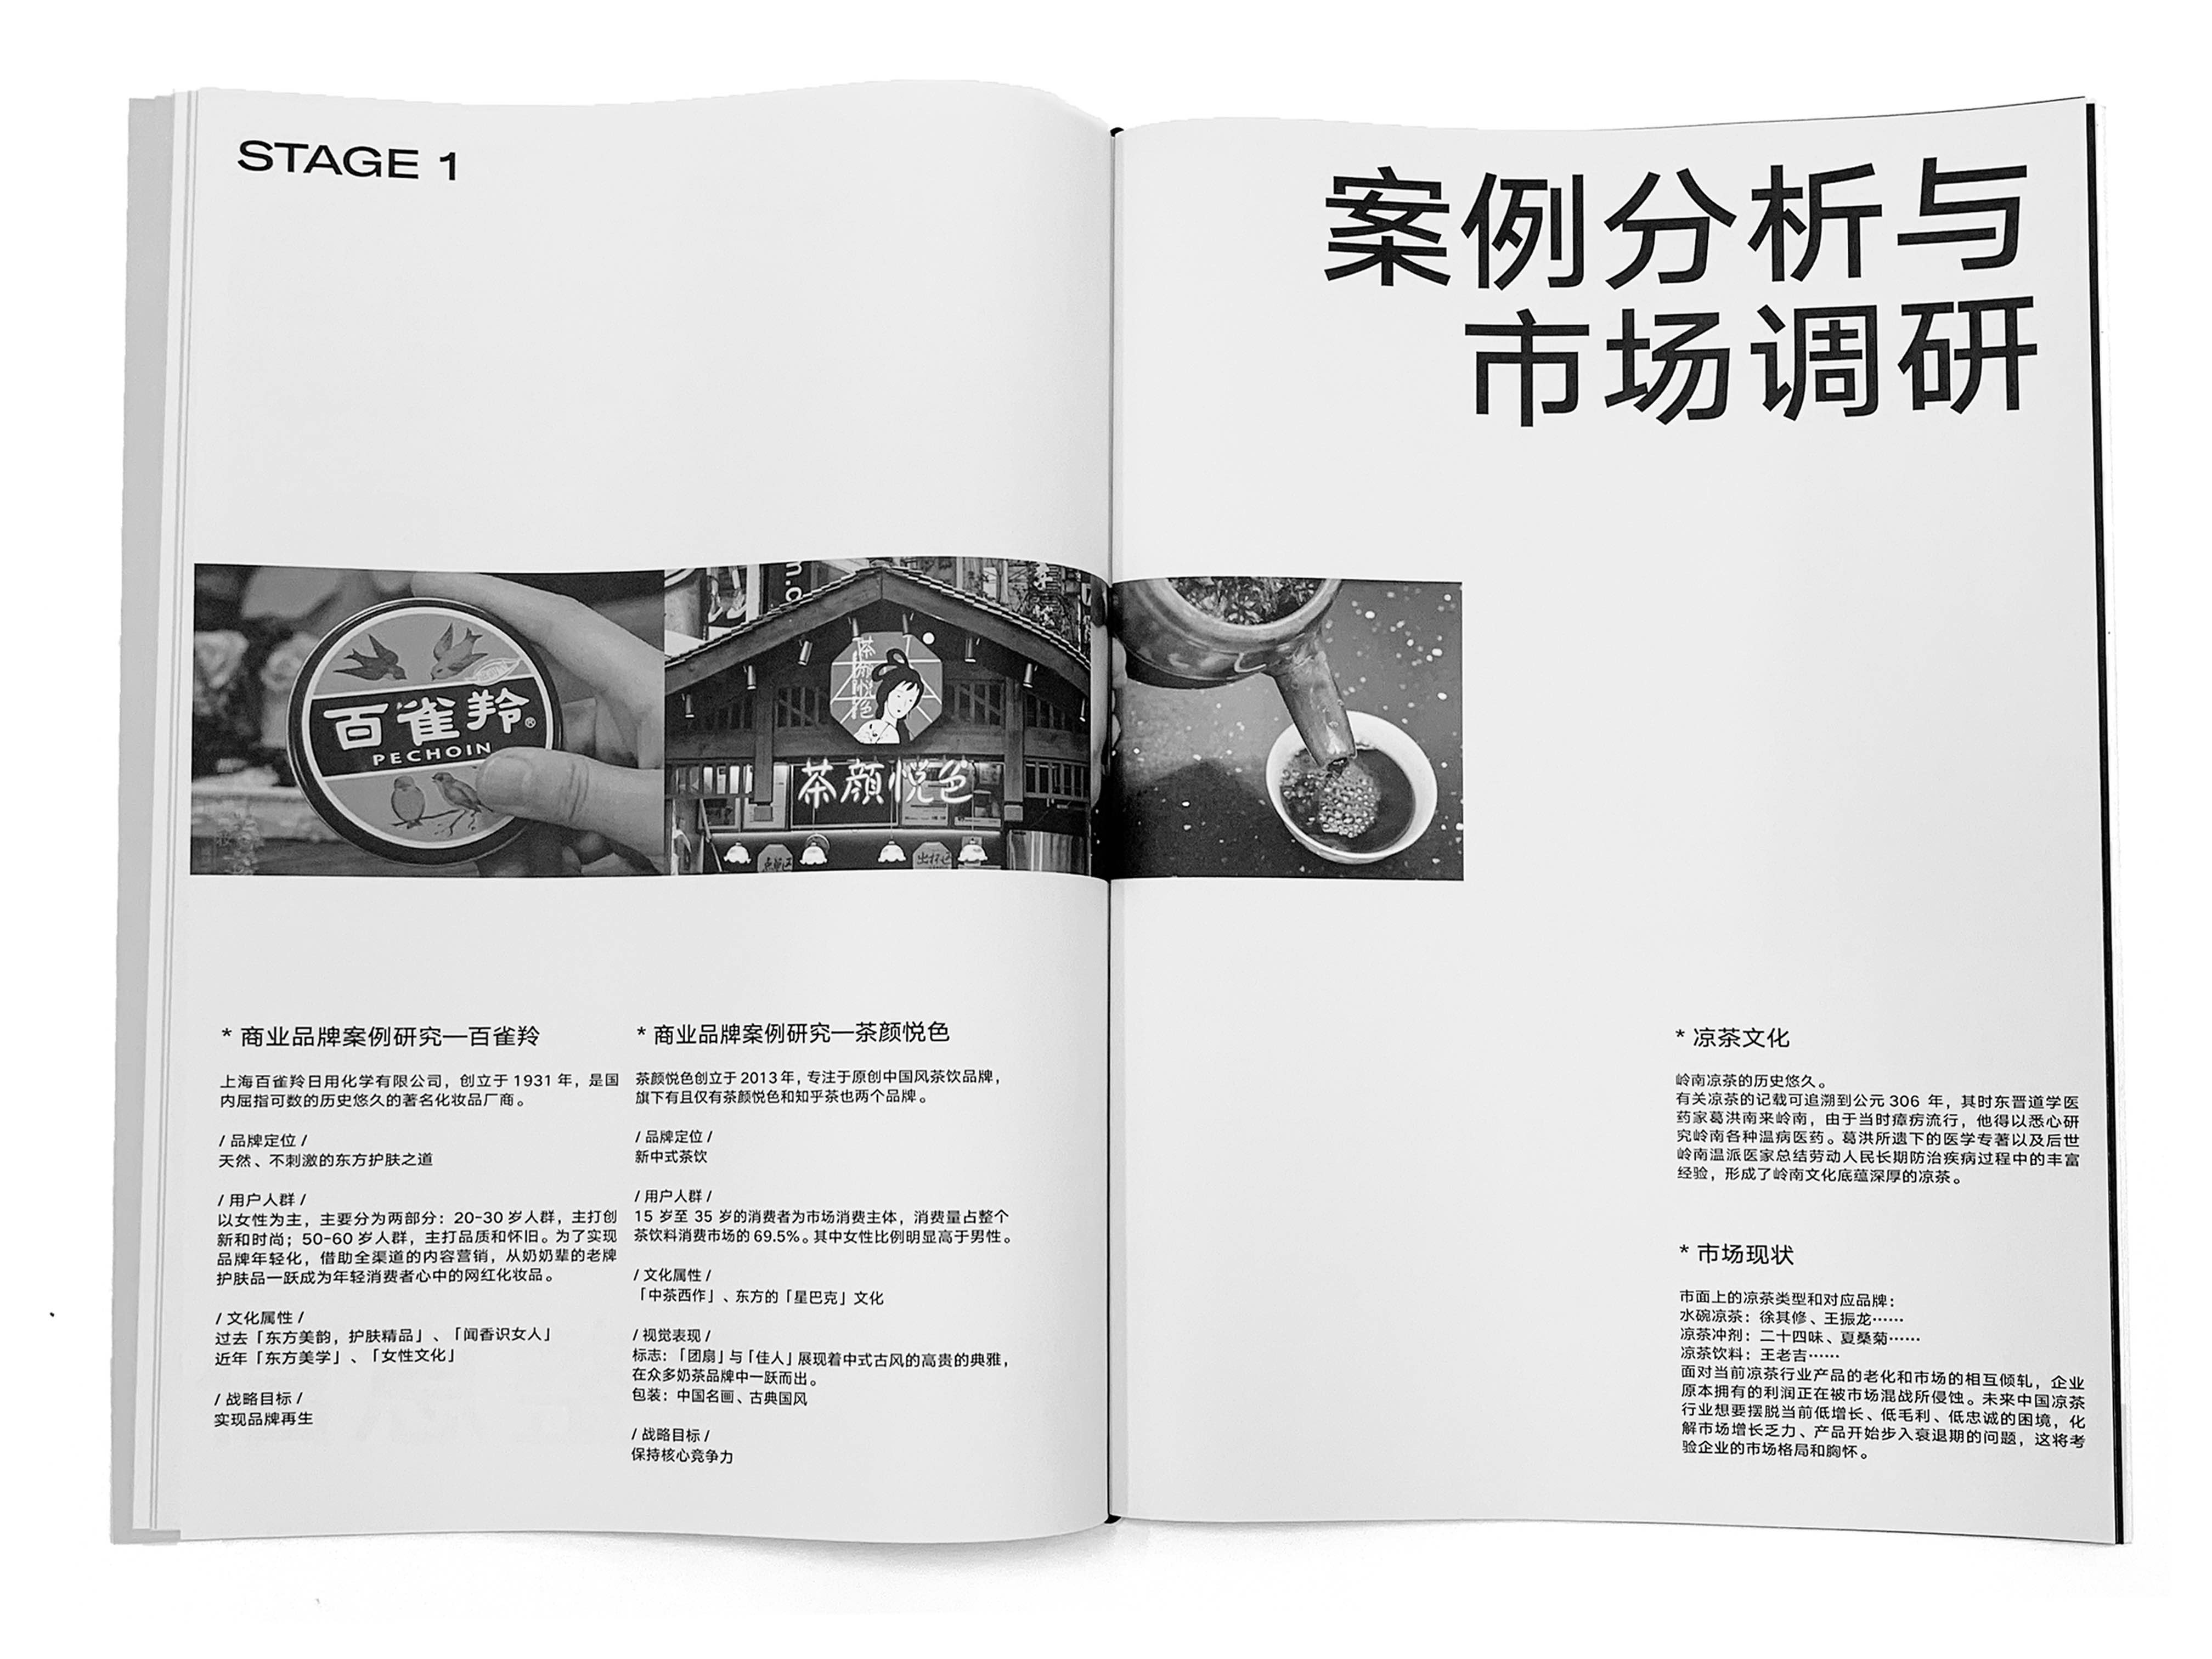 STAGE 1
案例分析与
市场调研
百雀羚®
PECHOIN
茶颜悦色
茶颜悦色
* 商业品牌案例研究—百雀羚
上海百雀羚日用化学有限公司，创立于 1931 年，是国
内屈指可数的历史悠久的著名化妆品厂商。
/ 品牌定位 /
天然、不刺激的东方护肤之道
/ 用户人群 /
以女性为主，主要分为两部分：20-30 岁人群，主打创
新和时尚；50-60 岁人群，主打品质和怀旧。为了实现
品牌年轻化，借助全渠道的内容营销，从奶奶辈的老牌
护肤品一跃成为年轻消费者心中的网红化妆品。
/ 文化属性 /
过去「东方美韵，护肤精品」、「闻香识女人」
近年「东方美学」、「女性文化」
/ 战略目标 /
实现品牌再生
* 商业品牌案例研究—茶颜悦色
茶颜悦色创立于 2013 年，专注于原创中国风茶饮品牌，
旗下有且仅有茶颜悦色和知乎茶也两个品牌。
/ 品牌定位 /
新中式茶饮
/ 用户人群 /
15 岁至 35 岁的消费者为市场消费主体，消费量占整个
茶饮料消费市场的 69.5%。其中女性比例明显高于男性。
/ 文化属性 /
「中茶西作」、东方的「星巴克」文化
/ 视觉表现 /
标志：「团扇」与「佳人」展现着中式古风的高贵的典雅，
在众多奶茶品牌中一跃而出。
包装：中国名画、古典国风
/ 战略目标 /
保持核心竞争力
* 凉茶文化
岭南凉茶的历史悠久。
有关凉茶的记载可追溯到公元 306 年，其时东晋道学医
药家葛洪南来岭南，由于当时瘴疠流行，他得以悉心研
究岭南各种温病医药。葛洪所遗下的医学专著以及后世
岭南温派医家总结劳动人民长期防治疾病过程中的丰富
经验，形成了岭南文化底蕴深厚的凉茶。
* 市场现状
市面上的凉茶类型和对应品牌：
水碗凉茶：徐其修、王振龙……
凉茶冲剂：二十四味、夏桑菊……
凉茶饮料：王老吉……
面对当前凉茶行业产品的老化和市场的相互倾轧，企业
原本拥有的利润正在被市场混战所侵蚀。未来中国凉茶
行业想要摆脱当前低增长、低毛利、低忠诚的困境，化
解市场增长乏力、产品开始步入衰退期的问题，这将考
验企业的市场格局和胸怀。